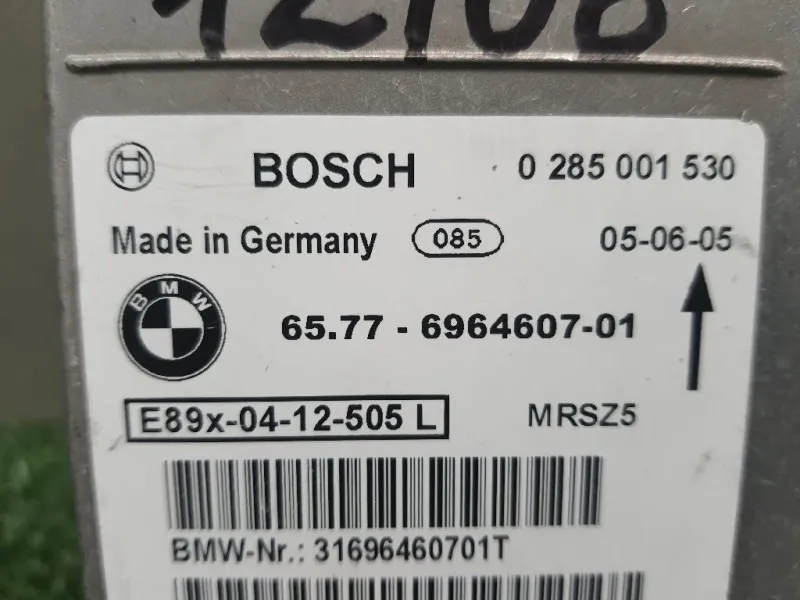 BOSCH 0 285 001 530
Made in Germany 085 05-06-05
BMW
65.77 - 6964607-01
E89x-04-12-505 L MRSZ5
BMW-Nr.: 31696460701T